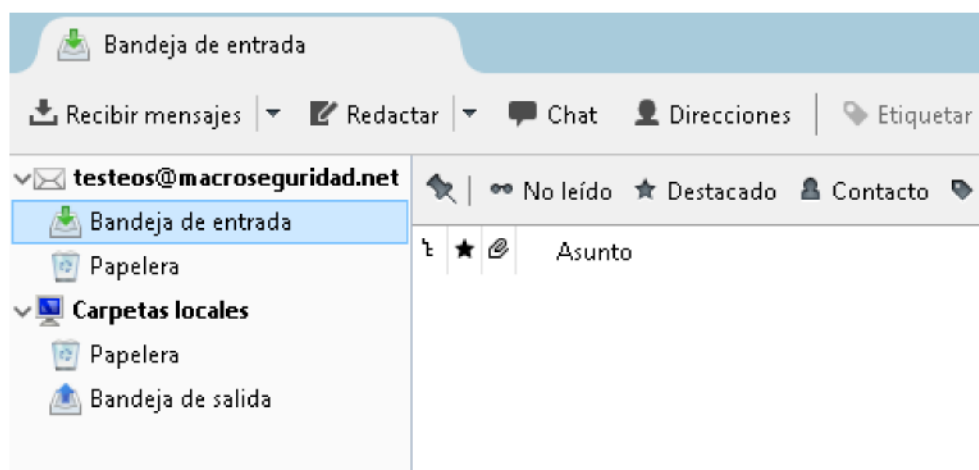 Bandeja de entrada
Recibir mensajes Redactar Chat Direcciones Etiquetar
testeos@macroseguridad.net
Bandeja de entrada
Papelera
Carpetas locales
Papelera
Bandeja de salida
No leído Destacado Contacto
Asunto